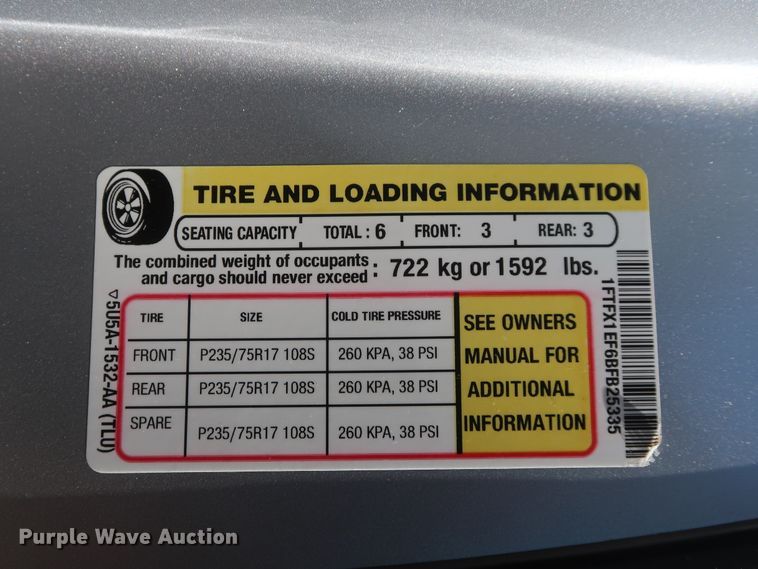 TIRE AND LOADING INFORMATION
SEATING CAPACITY TOTAL : 6 FRONT: 3 REAR: 3
The combined weight of occupants
and cargo should never exceed : 722 kg or 1592 lbs.
TIRE SIZE COLD TIRE PRESSURE
FRONT P235/75R17 108S 260 KPA, 38 PSI
REAR P235/75R17 108S 260 KPA, 38 PSI
SPARE P235/75R17 108S 260 KPA, 38 PSI
SEE OWNERS
MANUAL FOR
ADDITIONAL
INFORMATION
5U5A-1532-AA (TLU)
1FTFX1EF6BFB25335
Purple Wave Auction